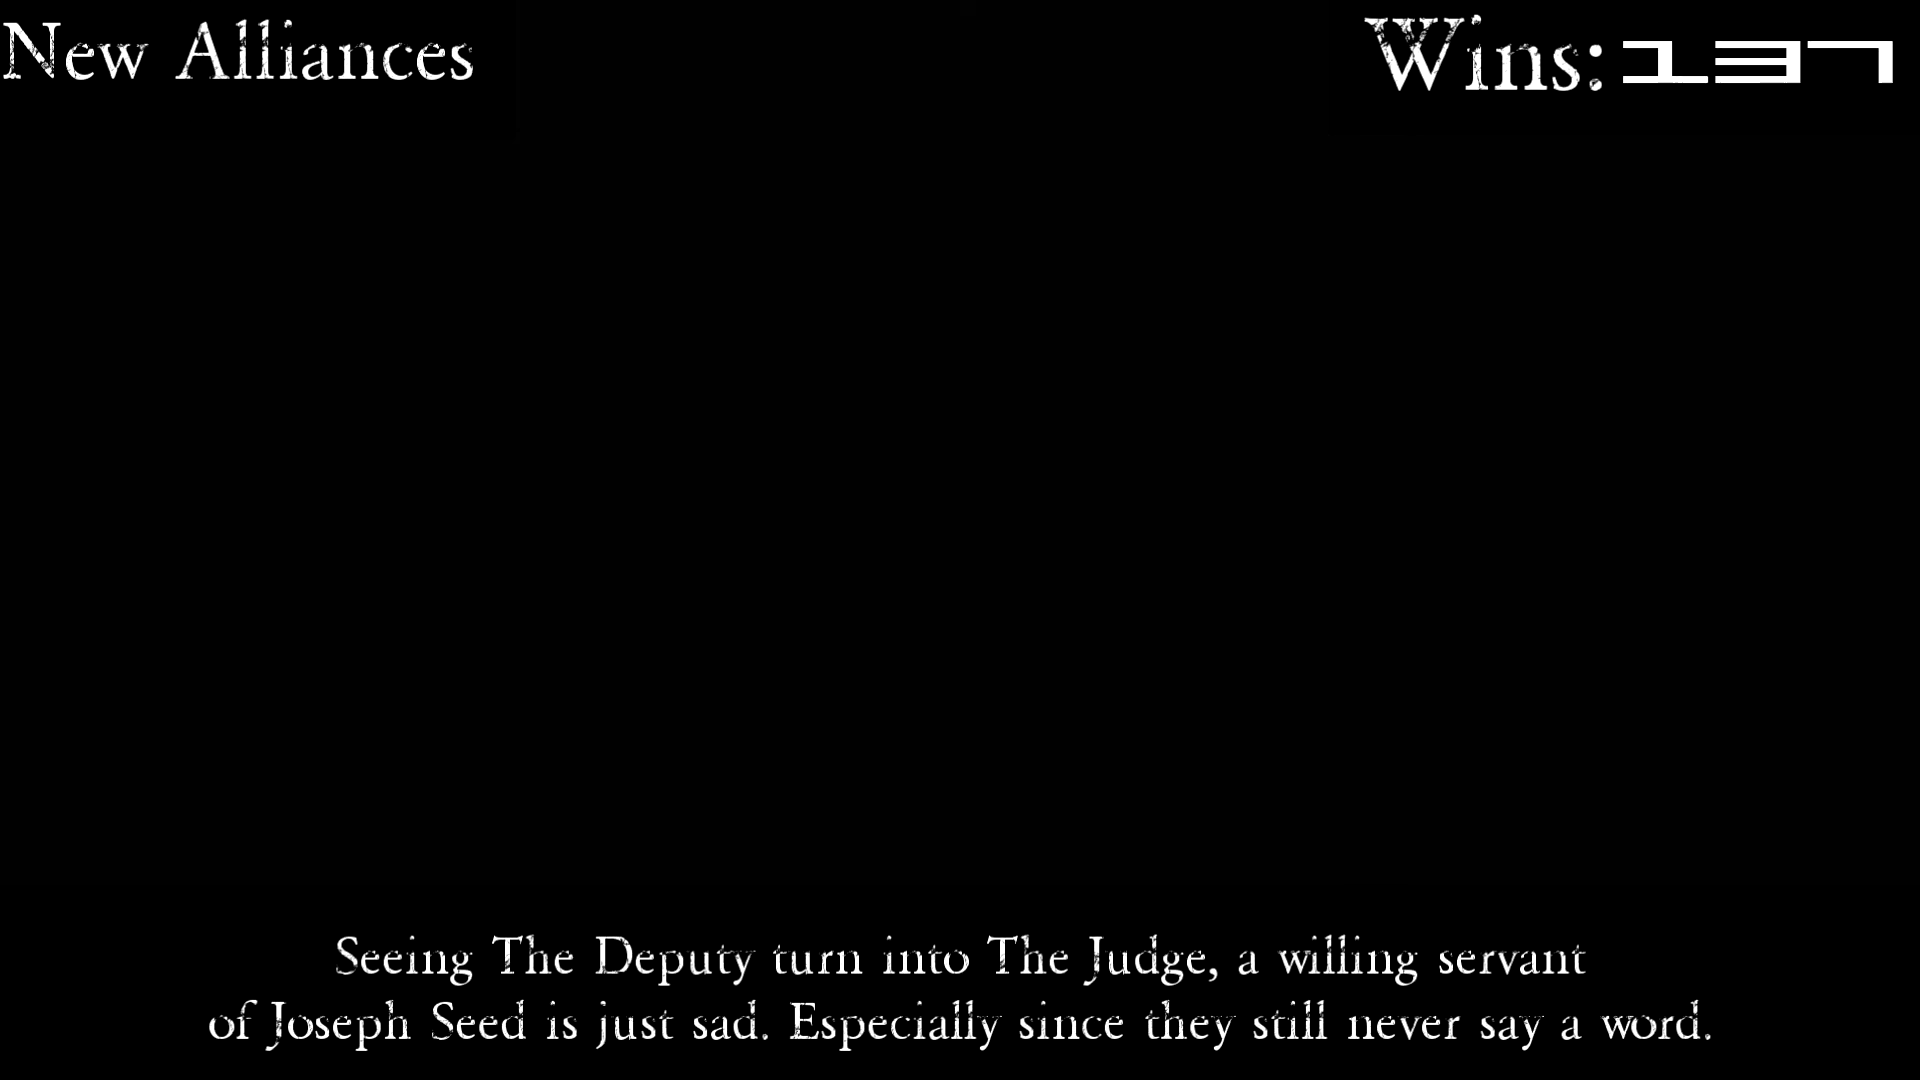 New Alliances
Wins: 137
Seeing The Deputy turn into The Judge, a willing servant
of Joseph Seed is just sad. Especially since they still never say a word.